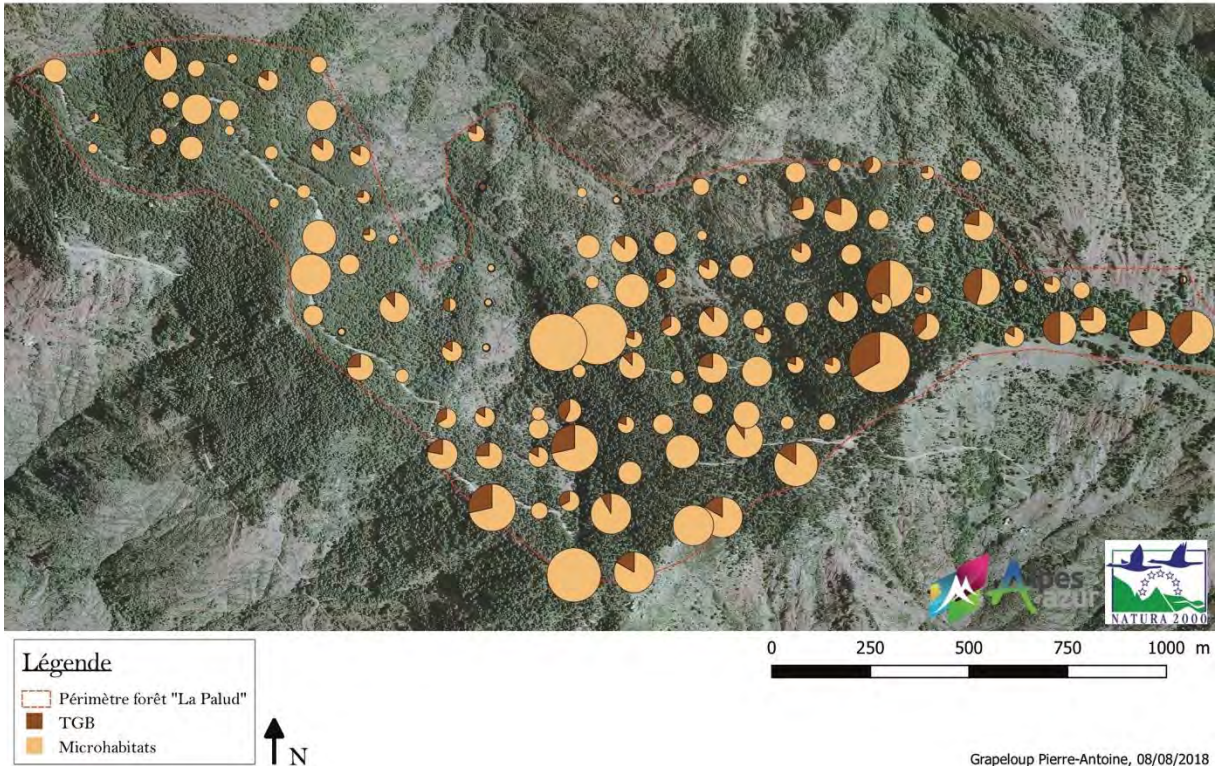 Alpes
azur
NATURA 2000
Légende
Périmètre forêt "La Palud"
TGB
Microhabitats
N
0 250 500 750 1000 m
Grapeloup Pierre-Antoine, 08/08/2018